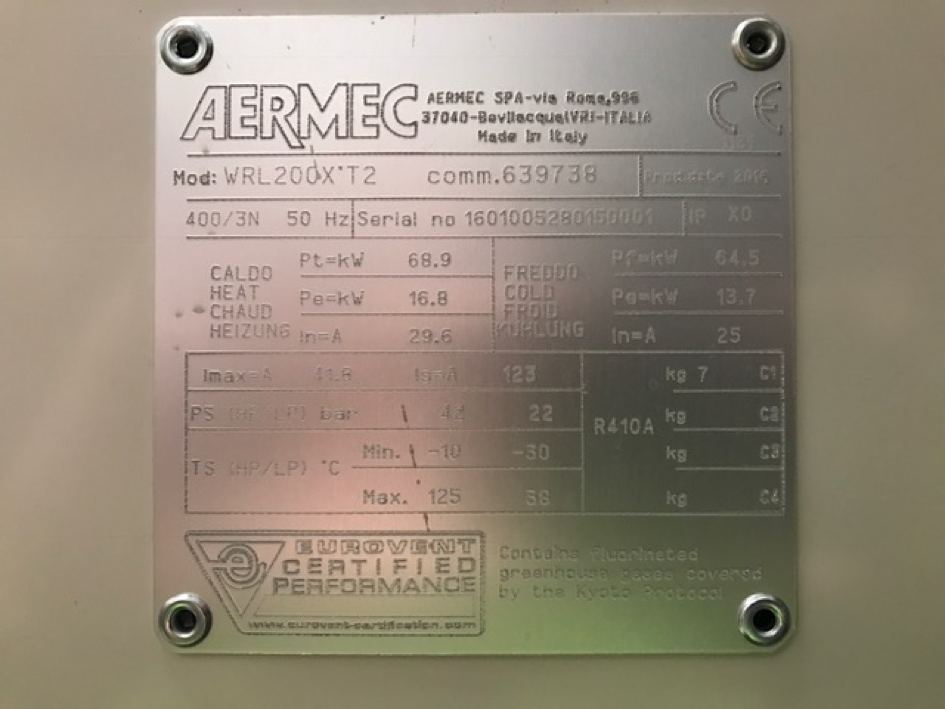 AERMEC
AERMEC SPA-via Roma,996
37040-Bevilacqua(VR)-ITALIA
Made in Italy
CE
Mod: WRL200X°T2 comm.639738 Prod.date
400/3N 50 Hz Serial no 1601005280150001 IP X0
CALDO
HEAT
CHAUD
HEIZUNG
Pt=kW 68.9
Pe=kW 16.8
In=A 29.6
FREDDO
COLD
FROID
KUHLUNG
Pf=kW 64.5
Pe=kW 13.7
In=A 25
Imax=A 41.8 Is=A 123
PS (HP/LP) bar 42 22
TS (HP/LP) °C
Min. -10 -30
Max. 125
R410A
kg 7 C1
kg C2
kg C3
kg C4
EUROVENT
CERTIFIED
PERFORMANCE
www.eurovent-certification.com
Contains fluorinated
greenhouse gases covered
by the Kyoto Protocol